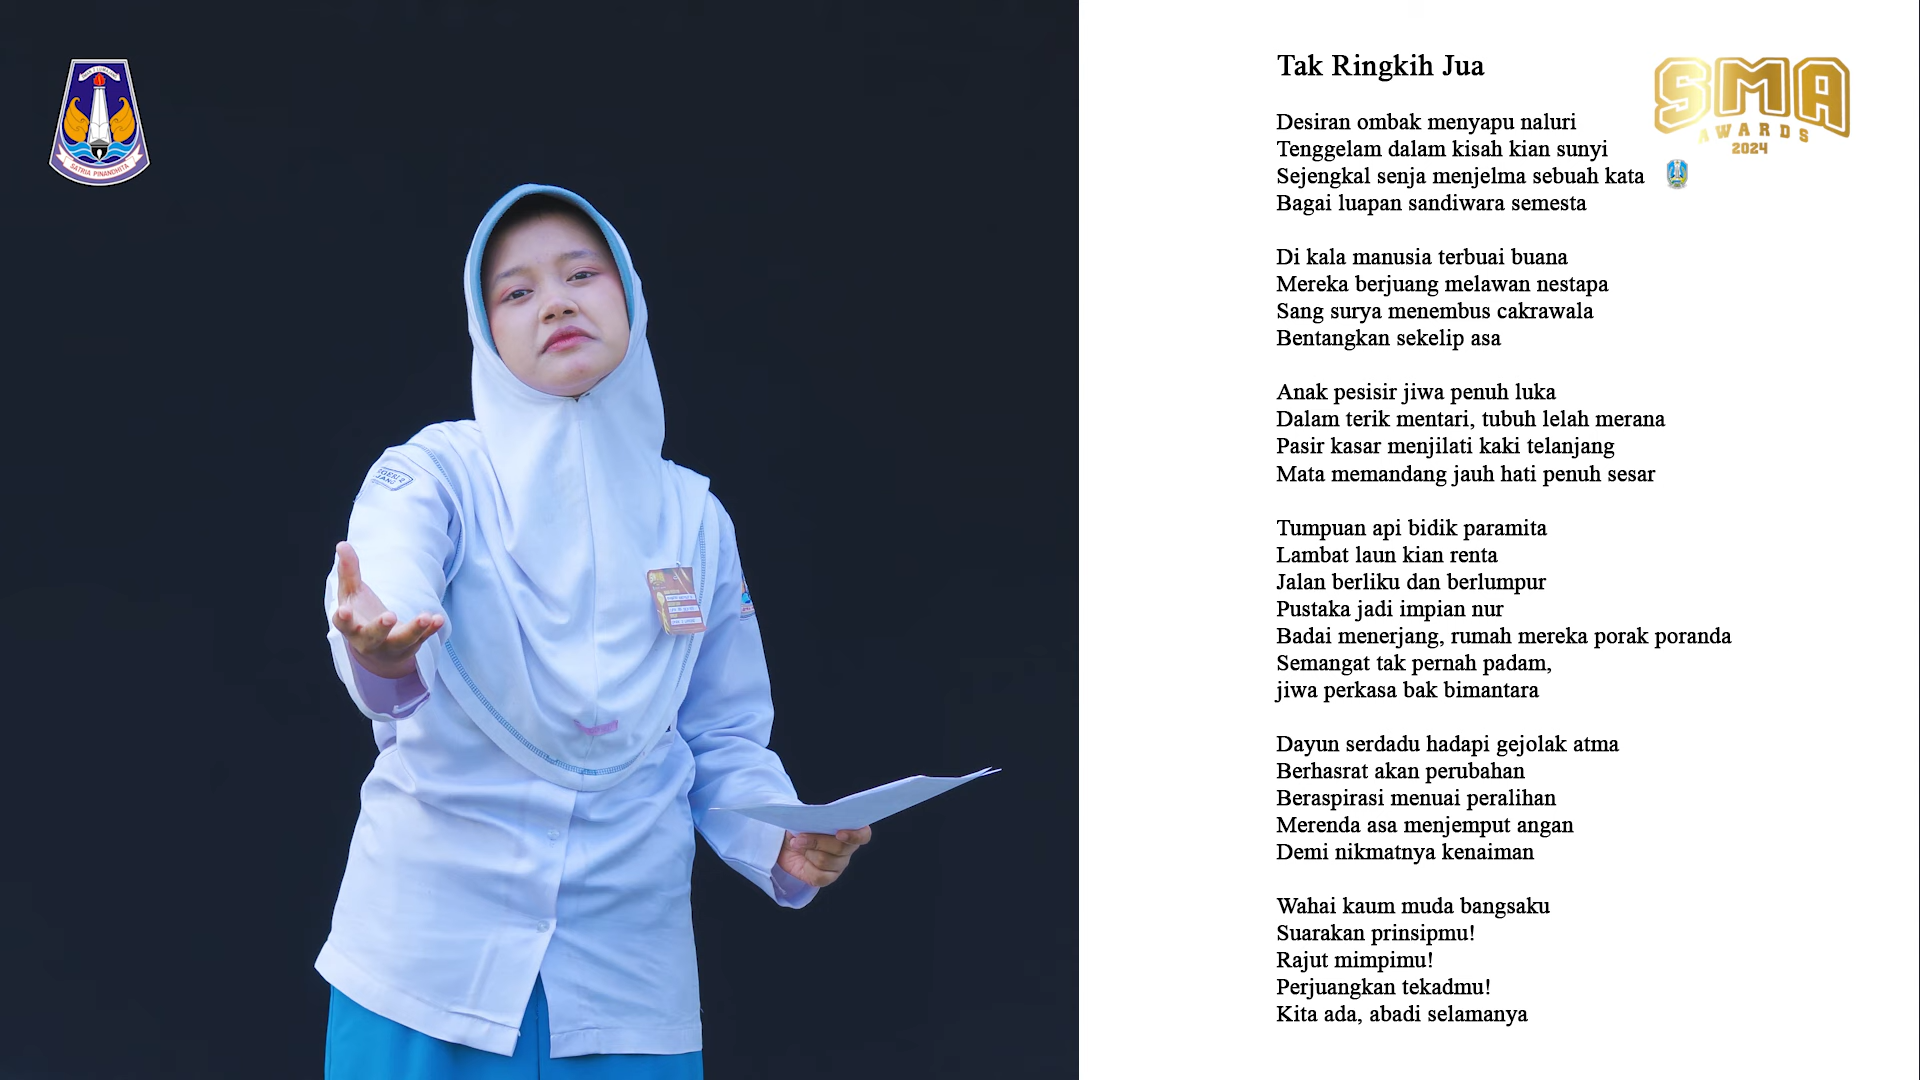 SATRIA PINANDHITA
Tak Ringkih Jua
SMA
AWARDS
2024
Desiran ombak menyapu naluri
Tenggelam dalam kisah kian sunyi
Sejengkal senja menjelma sebuah kata
Bagai luapan sandiwara semesta
Di kala manusia terbuai buana
Mereka berjuang melawan nestapa
Sang surya menembus cakrawala
Bentangkan sekelip asa
Anak pesisir jiwa penuh luka
Dalam terik mentari, tubuh lelah merana
Pasir kasar menjilati kaki telanjang
Mata memandang jauh hati penuh sesar
Tumpuan api bidik paramita
Lambat laun kian renta
Jalan berliku dan berlumpur
Pustaka jadi impian nur
Badai menerjang, rumah mereka porak poranda
Semangat tak pernah padam,
jiwa perkasa bak bimantara
Dayun serdadu hadapi gejolak atma
Berhasrat akan perubahan
Beraspirasi menuai peralihan
Merenda asa menjemput angan
Demi nikmatnya kenaiman
Wahai kaum muda bangsaku
Suarakan prinsipmu!
Rajut mimpimu!
Perjuangkan tekadmu!
Kita ada, abadi selamanya